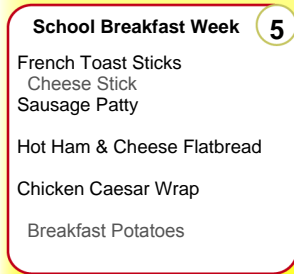 School Breakfast Week 5
French Toast Sticks
Cheese Stick
Sausage Patty
Hot Ham & Cheese Flatbread
Chicken Caesar Wrap
Breakfast Potatoes